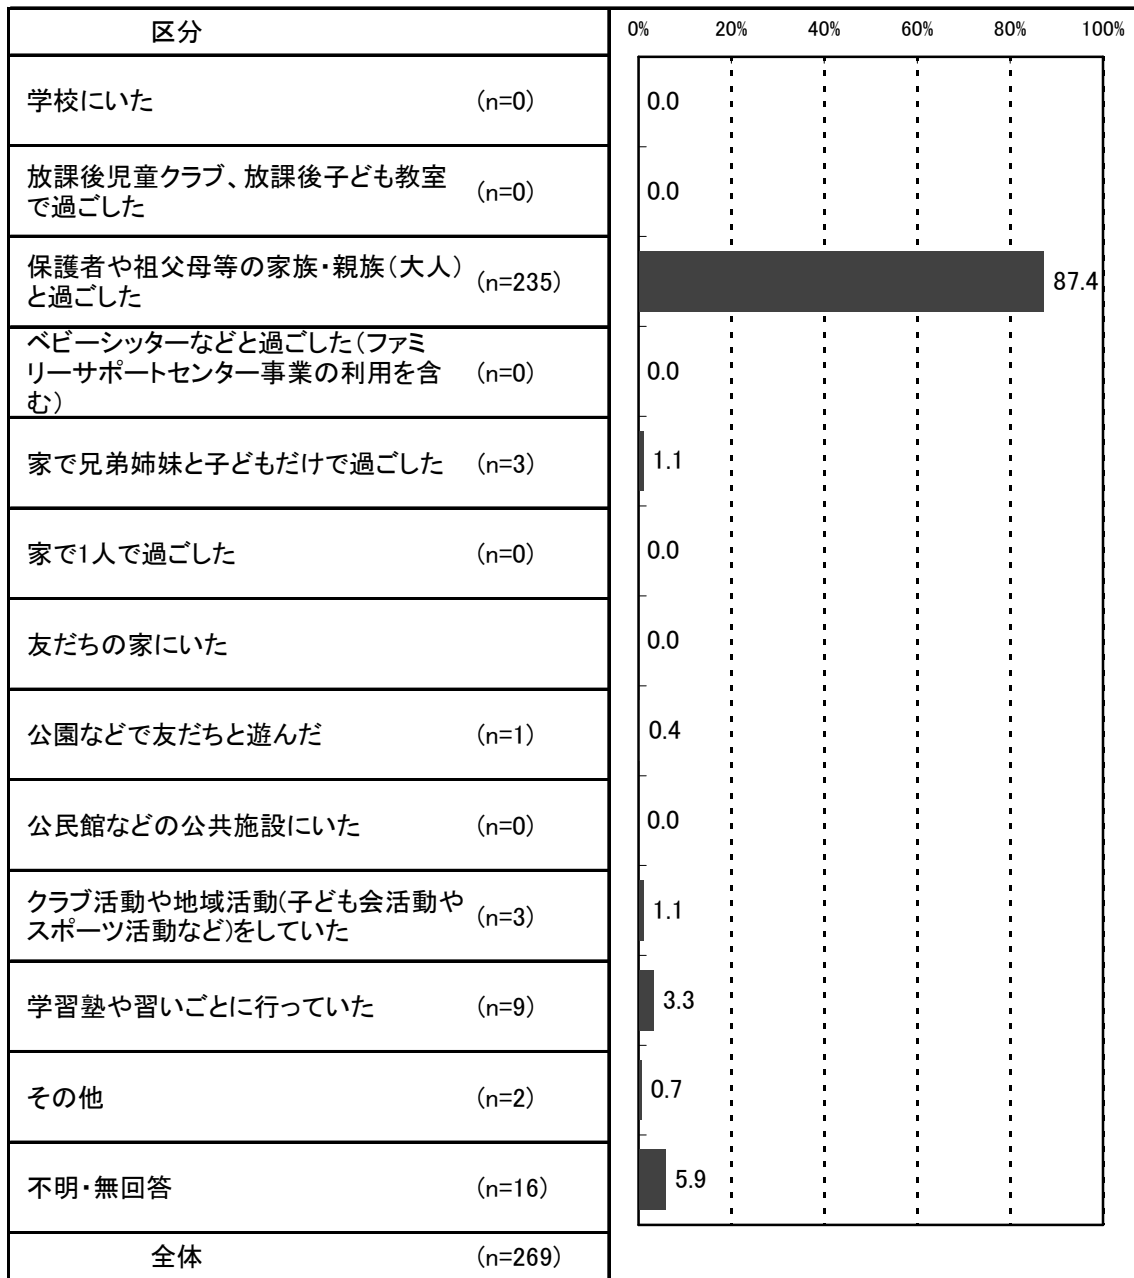 区分
0% 20% 40% 60% 80% 100%
学校にいた (n=0) 0.0
放課後児童クラブ、放課後子ども教室
で過ごした (n=0) 0.0
保護者や祖父母等の家族・親族(大人)
と過ごした (n=235) 87.4
ベビーシッターなどと過ごした(ファミ
リーサポートセンター事業の利用を含 (n=0) 0.0
む)
家で兄弟姉妹と子どもだけで過ごした (n=3) 1.1
家で1人で過ごした (n=0) 0.0
友だちの家にいた 0.0
公園などで友だちと遊んだ (n=1) 0.4
公民館などの公共施設にいた (n=0) 0.0
クラブ活動や地域活動(子ども会活動や
スポーツ活動など)をしていた (n=3) 1.1
学習塾や習いごとに行っていた (n=9) 3.3
その他 (n=2) 0.7
不明・無回答 (n=16) 5.9
全体 (n=269)